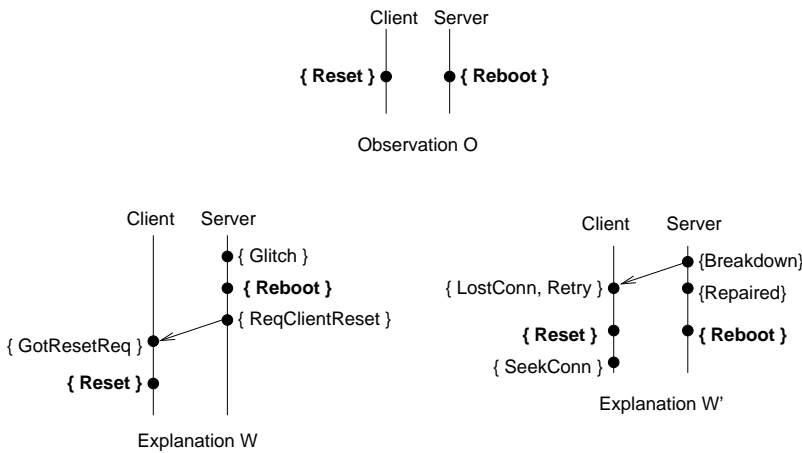 Client Server
{ Reset } { Reboot }
Observation O
Client Server
{ Glitch }
{ Reboot }
{ ReqClientReset }
{ GotResetReq }
{ Reset }
Explanation W
Client Server
{Breakdown}
{ LostConn, Retry } {Repaired}
{ Reset } { Reboot }
{ SeekConn }
Explanation W'